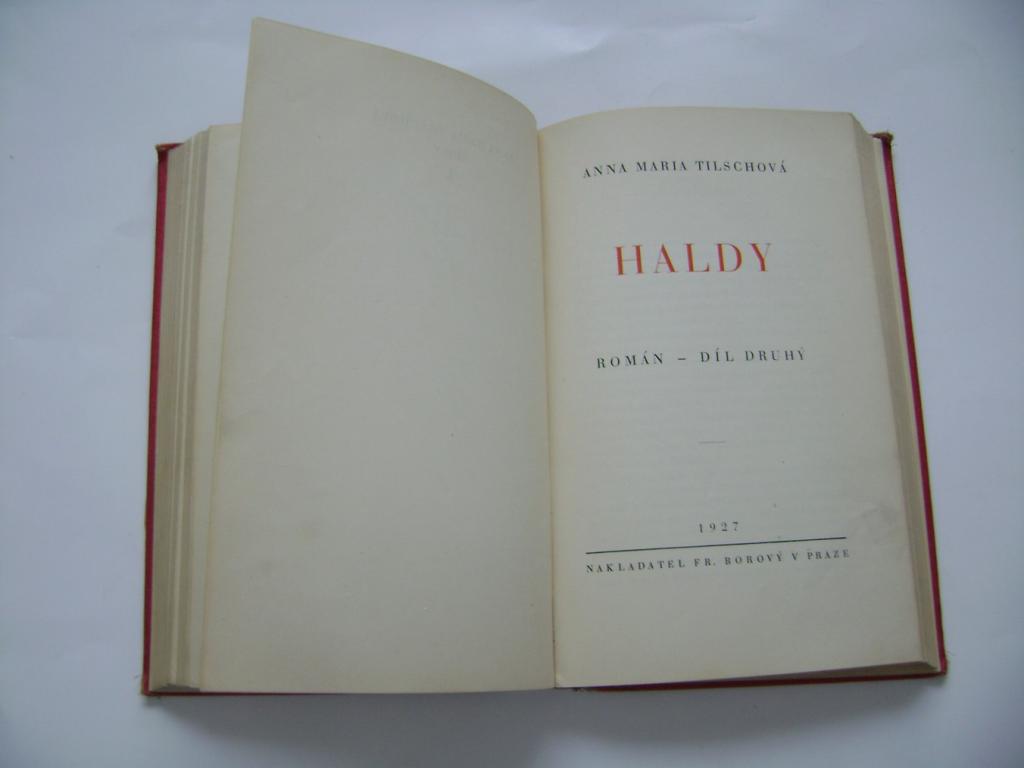 ANNA MARIA TILSCHOVÁ
HALDY
ROMÁN – DÍL DRUHÝ
1927
NAKLADATEL FR. BOROVÝ V PRAZE